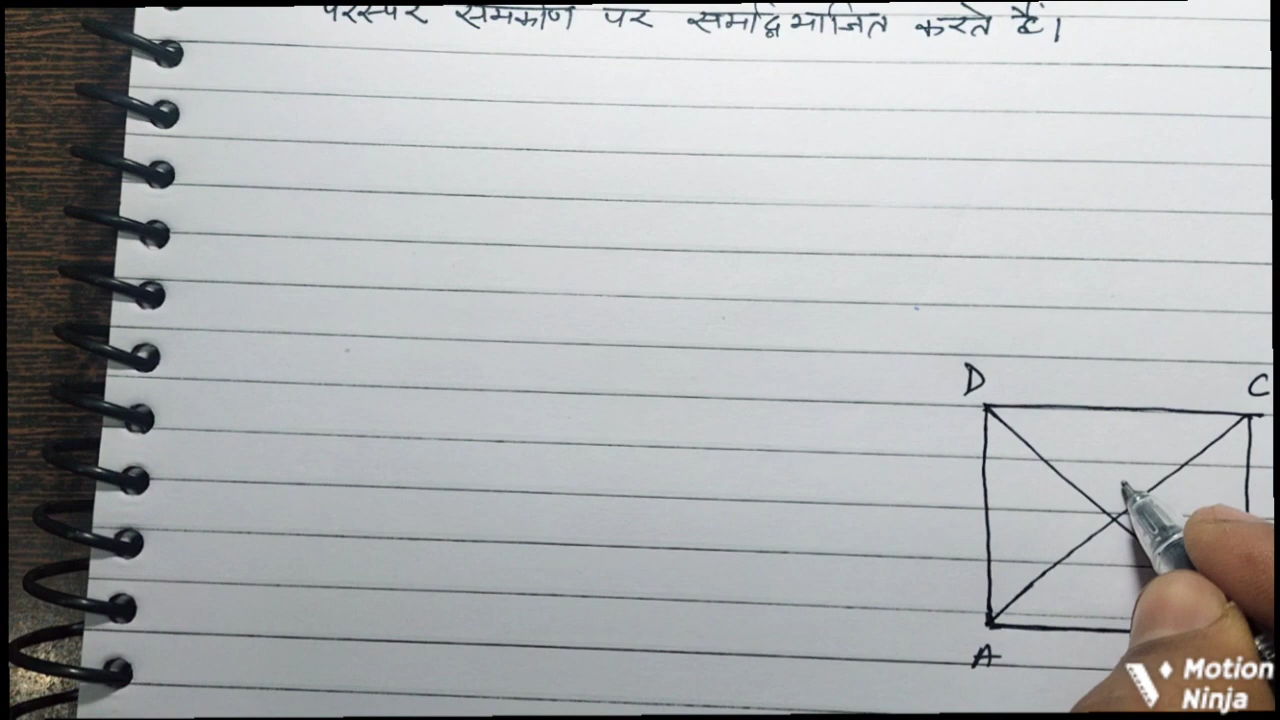 परस्पर समकोण पर समद्विभाजित करते हैं।
D C
A
Motion
Ninja